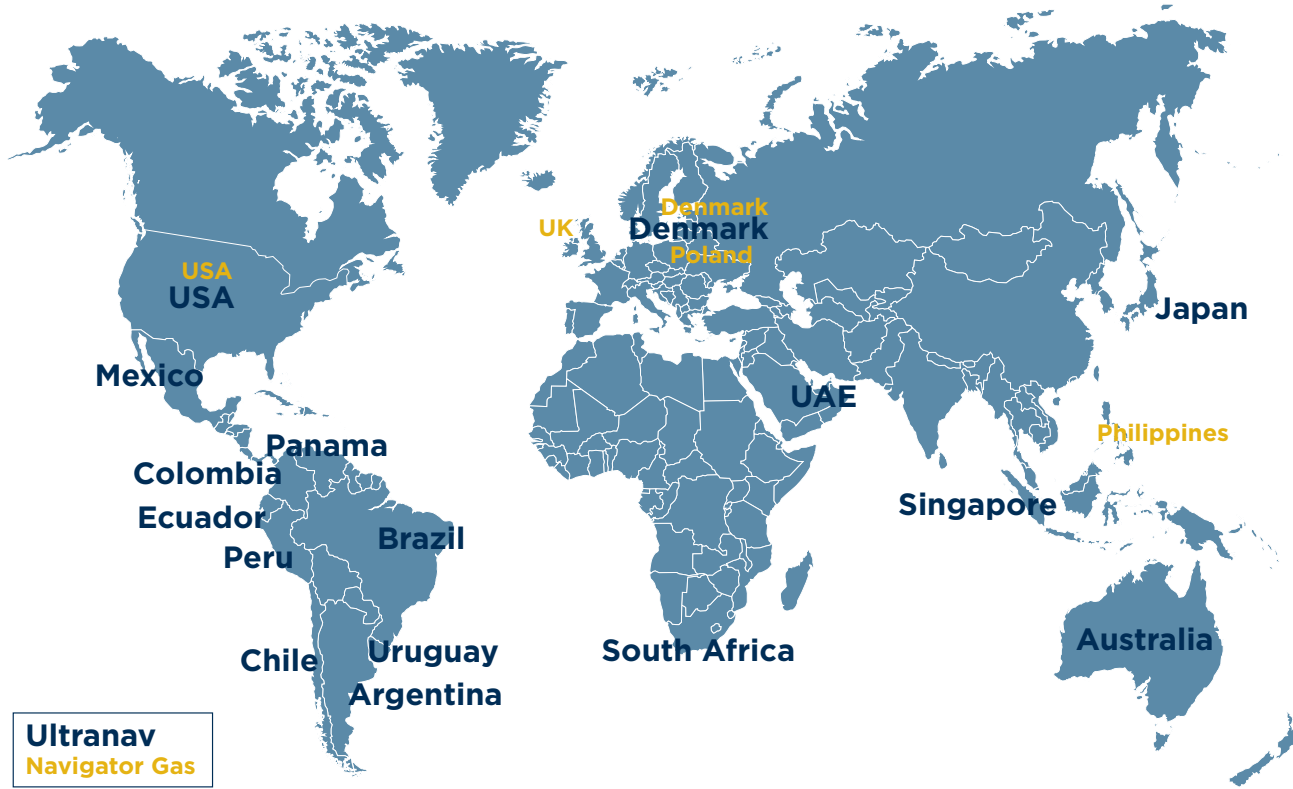 Denmark
UK
Denmark
Poland
USA
USA
Japan
Mexico
UAE
Philippines
Panama
Colombia
Singapore
Ecuador
Brazil
Peru
Australia
Uruguay
South Africa
Chile
Argentina
Ultranav
Navigator Gas